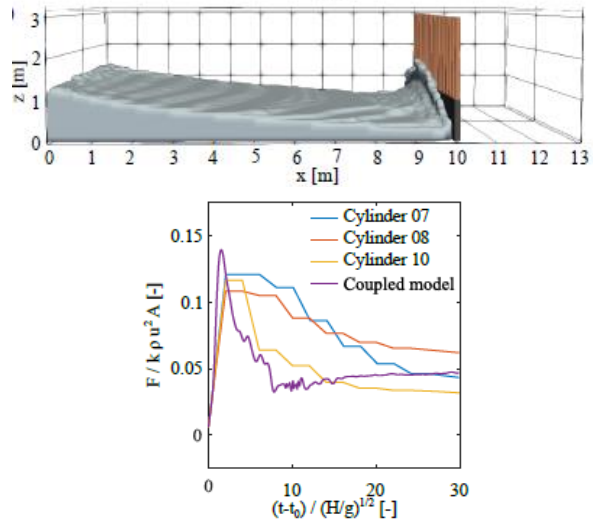 )
3
2
1
0
z [m]
0 1 2 3 4 5 6 7 8 9 10 11 12 13
x [m]
Cylinder 07
Cylinder 08
Cylinder 10
Coupled model
0.15
0.1
0.05
0
F / k ρ u² A [-]
0 10 20 30
(t-t₀) / (H/g)^{1/2} [-]